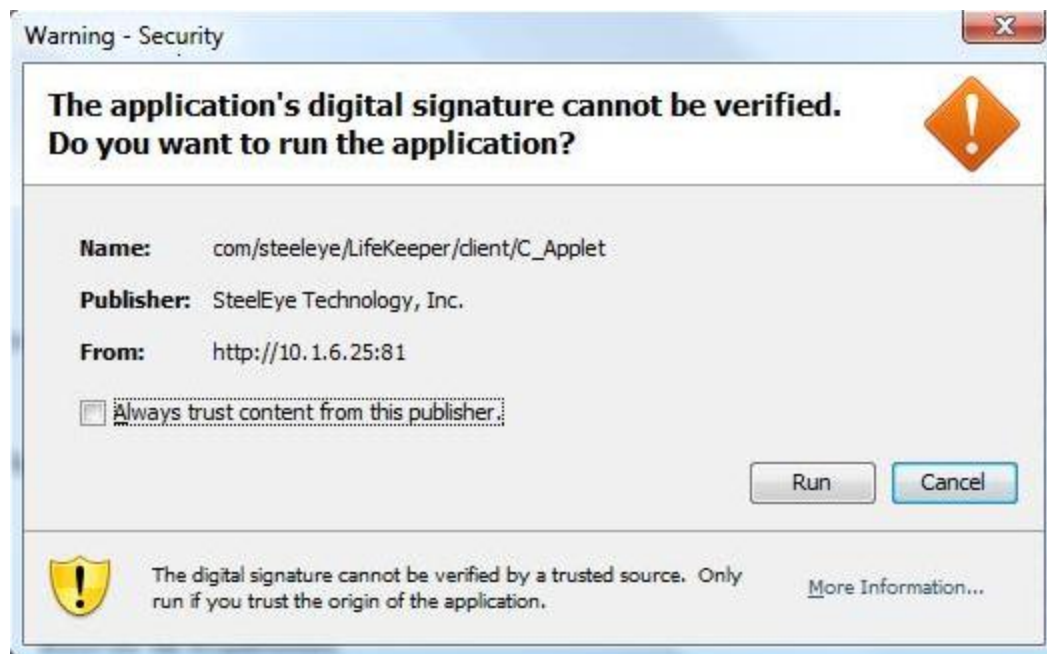 Warning - Security
The application's digital signature cannot be verified.
Do you want to run the application?
Name: com/steeleye/LifeKeeper/client/C_Applet
Publisher: SteelEye Technology, Inc.
From: http://10.1.6.25:81
Always trust content from this publisher.
Run Cancel
The digital signature cannot be verified by a trusted source. Only
run if you trust the origin of the application.
More Information...